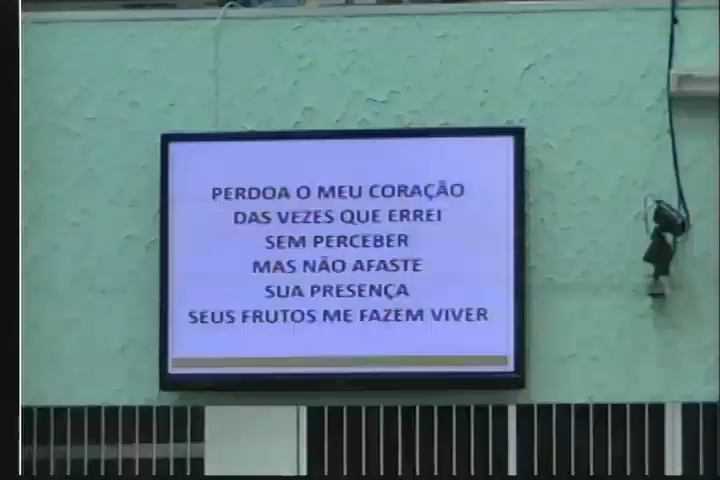 PERDOA O MEU CORAÇÃO
DAS VEZES QUE ERREI
SEM PERCEBER
MAS NÃO AFASTE
SUA PRESENÇA
SEUS FRUTOS ME FAZEM VIVER